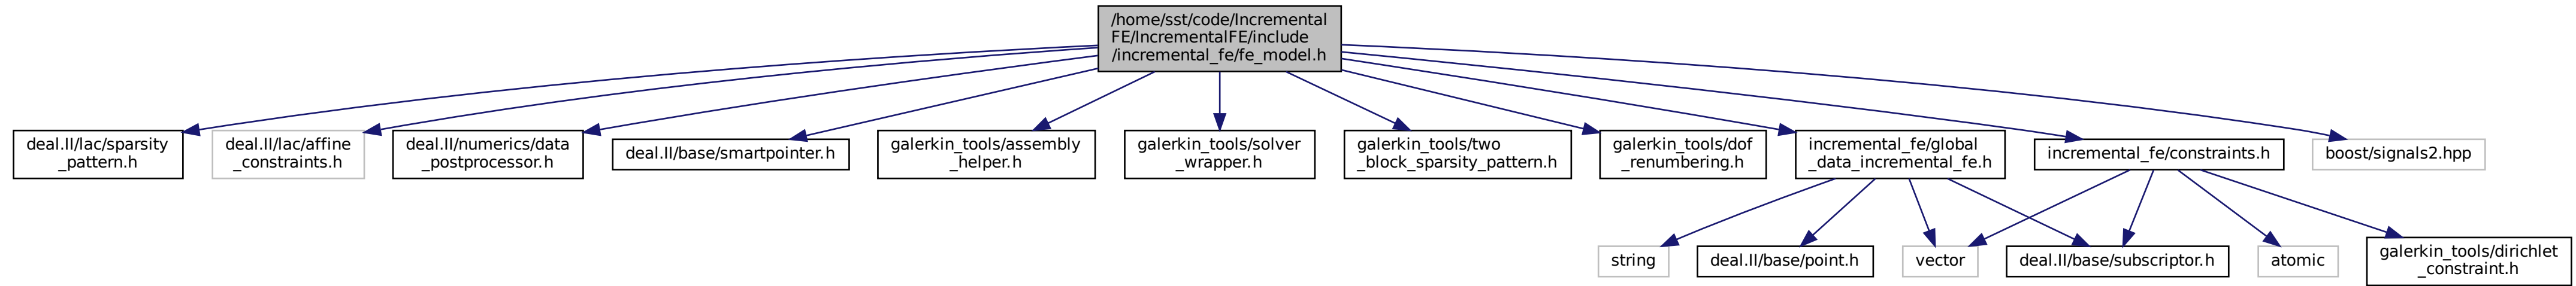 /home/sst/code/Incremental
FE/IncrementalFE/include
/incremental_fe/fe_model.h
deal.II/lac/sparsity
_pattern.h
deal.II/lac/affine
_constraints.h
deal.II/numerics/data
_postprocessor.h
deal.II/base/smartpointer.h
galerkin_tools/assembly
_helper.h
galerkin_tools/solver
_wrapper.h
galerkin_tools/two
_block_sparsity_pattern.h
galerkin_tools/dof
_renumbering.h
incremental_fe/global
_data_incremental_fe.h
incremental_fe/constraints.h
boost/signals2.hpp
string
deal.II/base/point.h
vector
deal.II/base/subscriptor.h
atomic
galerkin_tools/dirichlet
_constraint.h